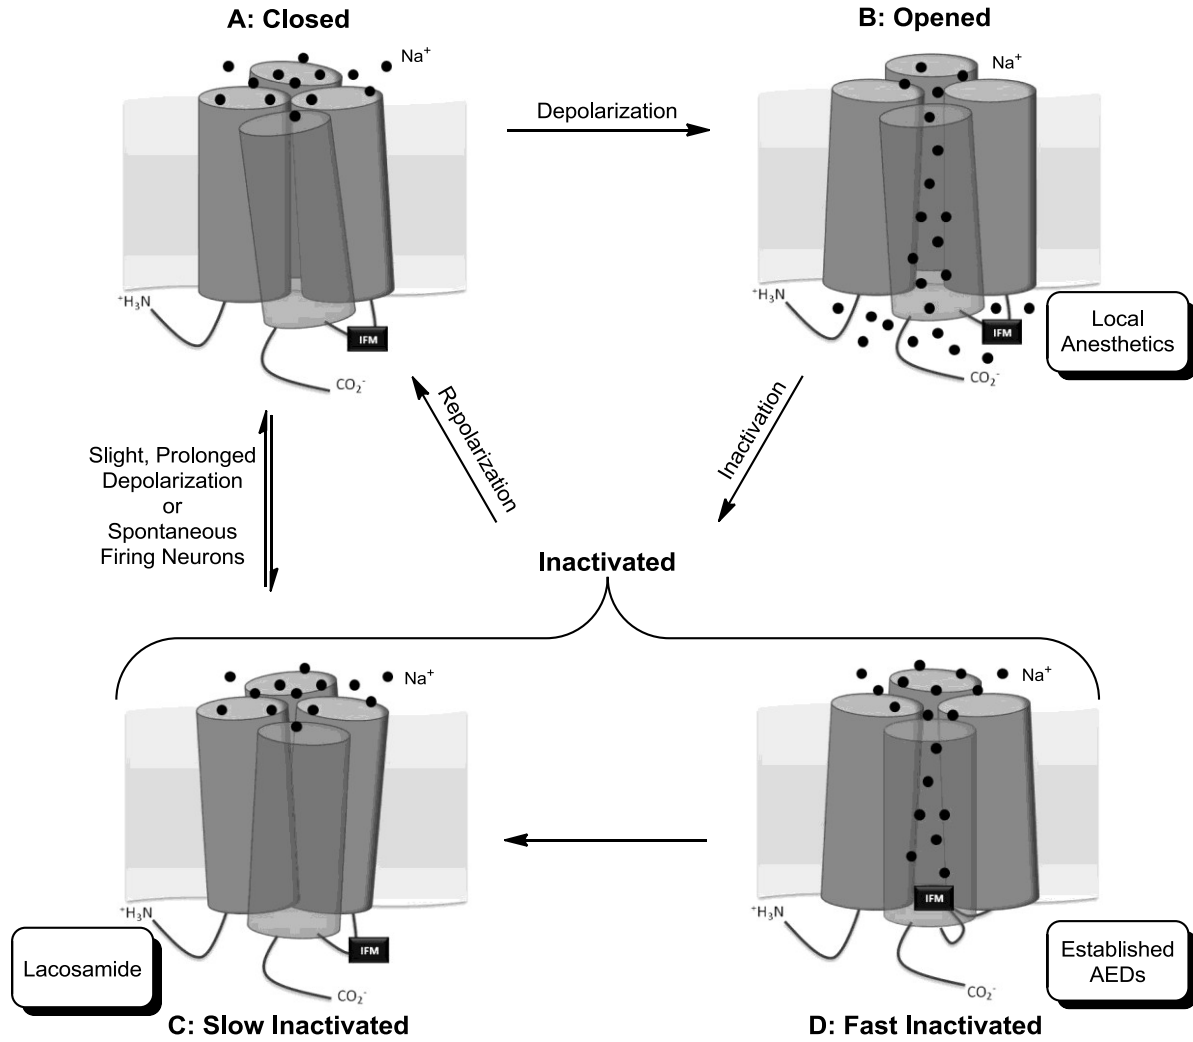 A: Closed
B: Opened
Na⁺
Na⁺
Depolarization
⁺H₃N
IFM
CO₂⁻
⁺H₃N
IFM
CO₂⁻
Local
Anesthetics
Slight, Prolonged
Depolarization
or
Spontaneous
Firing Neurons
Repolarization
Inactivation
Inactivated
Na⁺
Na⁺
⁺H₃N
IFM
CO₂⁻
⁺H₃N
IFM
CO₂⁻
Lacosamide
Established
AEDs
C: Slow Inactivated
D: Fast Inactivated